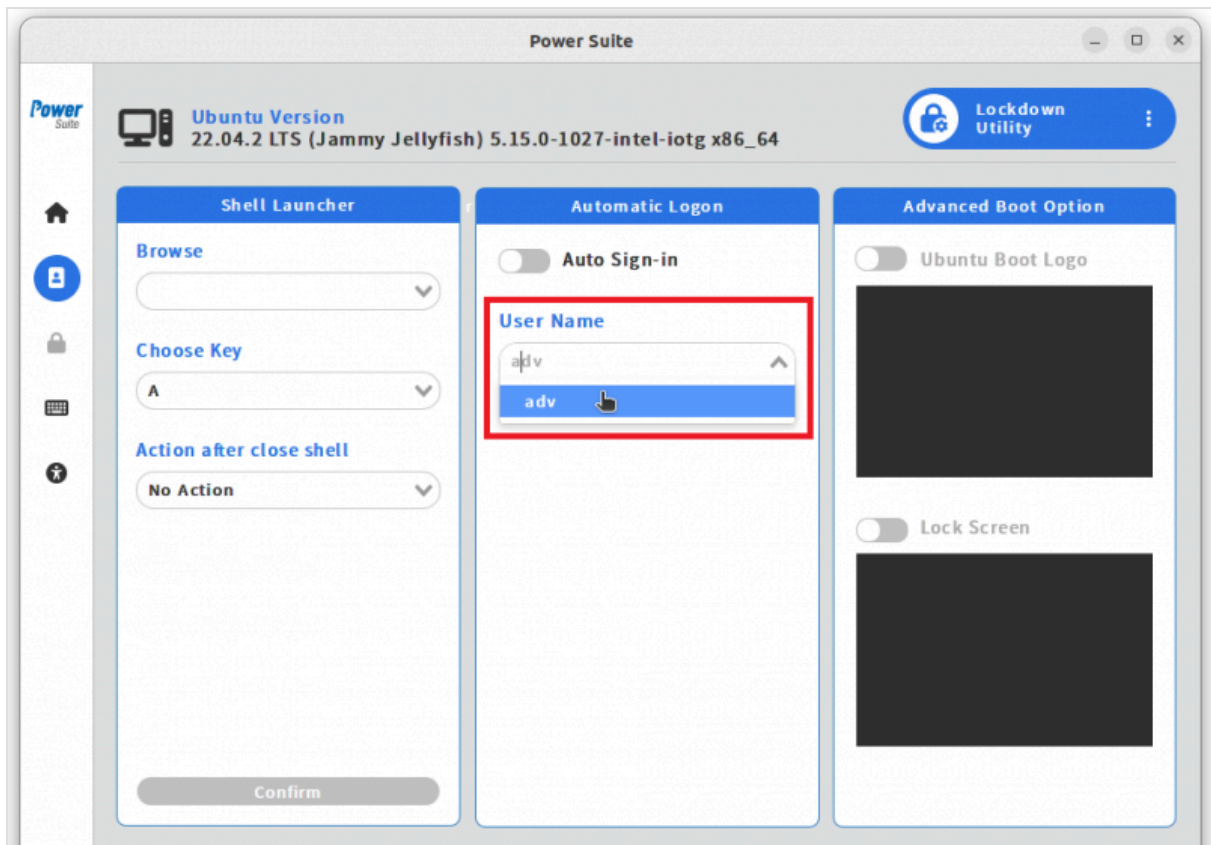 Power Suite
Power
Suite
Ubuntu Version
22.04.2 LTS (Jammy Jellyfish) 5.15.0-1027-intel-iotg x86_64
Lockdown
Utility
Shell Launcher
Browse
Choose Key
A
Action after close shell
No Action
Confirm
r
Automatic Logon
Auto Sign-in
User Name
adv
adv
Advanced Boot Option
Ubuntu Boot Logo
Lock Screen